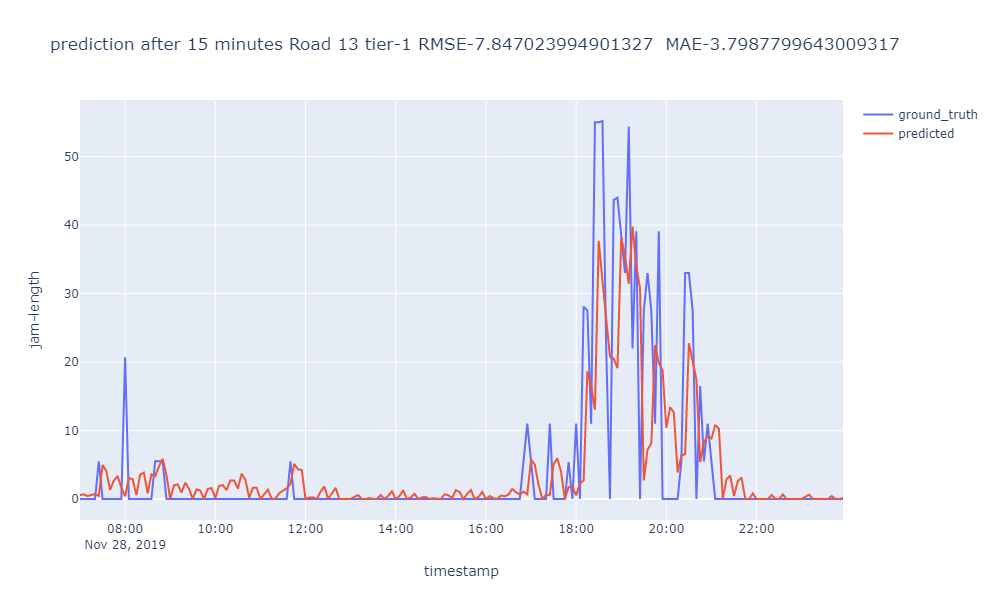 prediction after 15 minutes Road 13 tier-1 RMSE-7.847023994901327  MAE-3.7987799643009317
ground_truth
predicted
50
40
30
20
10
0
jam-length
08:00 10:00 12:00 14:00 16:00 18:00 20:00 22:00
Nov 28, 2019
timestamp